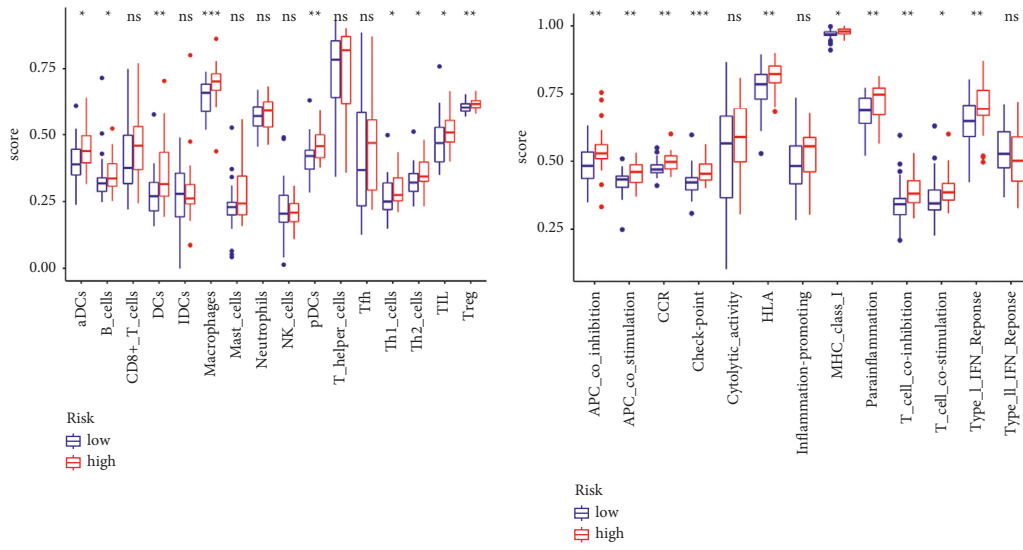 * * ns ** ns *** ns ns ns ** ns ns * * * **
score
0.75
0.50
0.25
0.00
aDCs
B_cells
CD8+_T_cells
DCs
IDCs
Macrophages
Mast_cells
Neutrophils
NK_cells
pDCs
T_helper_cells
Tfh
Th1_cells
Th2_cells
TIL
Treg
Risk
low
high
** ** ** *** ns ** ns * ** ** * ** ns
score
1.00
0.75
0.50
0.25
APC_co_inhibition
APC_co_stimulation
CCR
Check-point
Cytolytic_activity
HLA
Inflammation-promoting
MHC_class_I
Parainflammation
T_cell_co-inhibition
T_cell_co-stimulation
Type_I_IFN_Reponse
Type_II_IFN_Reponse
Risk
low
high